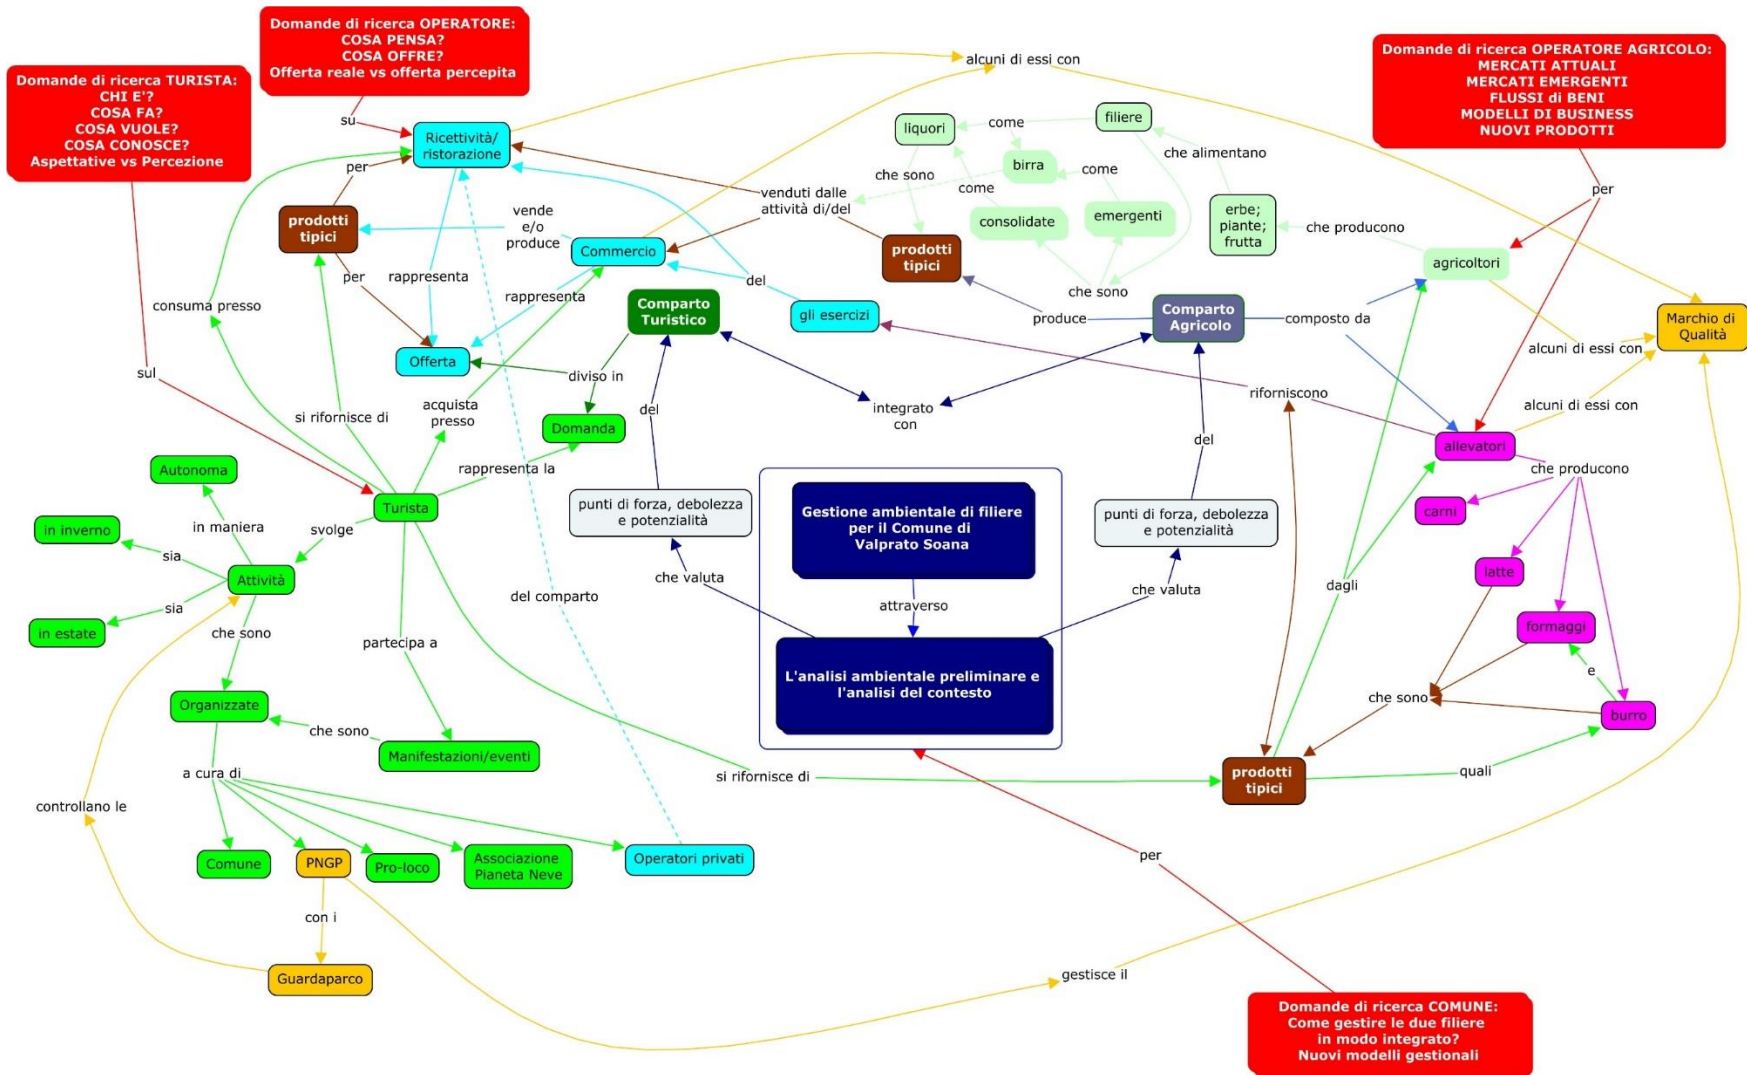 Domande di ricerca OPERATORE:
COSA PENSA?
COSA OFFRE?
Offerta reale vs offerta percepita
Domande di ricerca TURISTA:
CHI E'?
COSA FA?
COSA VUOLE?
COSA CONOSCE?
Aspettative vs Percezione
Domande di ricerca OPERATORE AGRICOLO:
MERCATI ATTUALI
MERCATI EMERGENTI
FLUSSI di BENI
MODELLI DI BUSINESS
NUOVI PRODOTTI
alcuni di essi con
su
Ricettività/
ristorazione
liquori
come
filiere
per
che sono
birra
che alimentano
come
come
venduti dalle
attività di/del
per
prodotti
tipici
vende
e/o
produce
consolidate
emergenti
erbe;
piante;
frutta
che producono
Commercio
prodotti
tipici
agricoltori
per
rappresenta
rappresenta
del
che sono
consuma presso
Comparto
Turistico
gli esercizi
produce
Comparto
Agricolo
composto da
Marchio di
Qualità
Offerta
diviso in
alcuni di essi con
sul
si rifornisce di
acquista
presso
del
integrato
con
riforniscono
alcuni di essi con
Domanda
del
allevatori
Autonoma
rappresenta la
che producono
in maniera
Turista
punti di forza, debolezza
e potenzialità
Gestione ambientale di filiere
per il Comune di
Valprato Soana
punti di forza, debolezza
e potenzialità
carni
in inverno
svolge
sia
Attività
che valuta
che valuta
latte
dagli
sia
del comparto
attraverso
in estate
che sono
partecipa a
formaggi
L'analisi ambientale preliminare e
l'analisi del contesto
e
Organizzate
che sono
burro
che sono
Manifestazioni/eventi
a cura di
si rifornisce di
prodotti
tipici
quali
controllano le
Comune
PNGP
Pro-loco
Associazione
Pianeta Neve
Operatori privati
per
con i
Guardaparco
gestisce il
Domande di ricerca COMUNE:
Come gestire le due filiere
in modo integrato?
Nuovi modelli gestionali